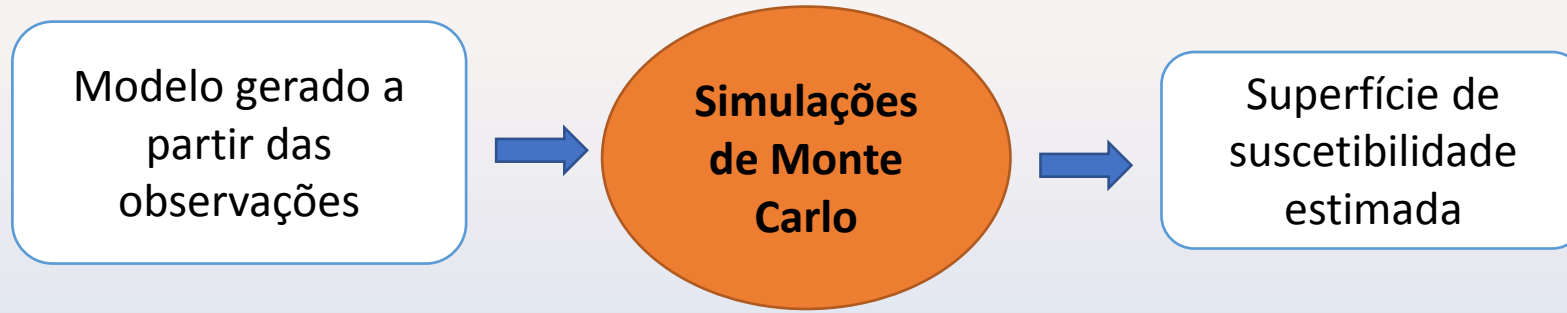 Modelo gerado a
partir das
observações
Simulações
de Monte
Carlo
Superfície de
suscetibilidade
estimada